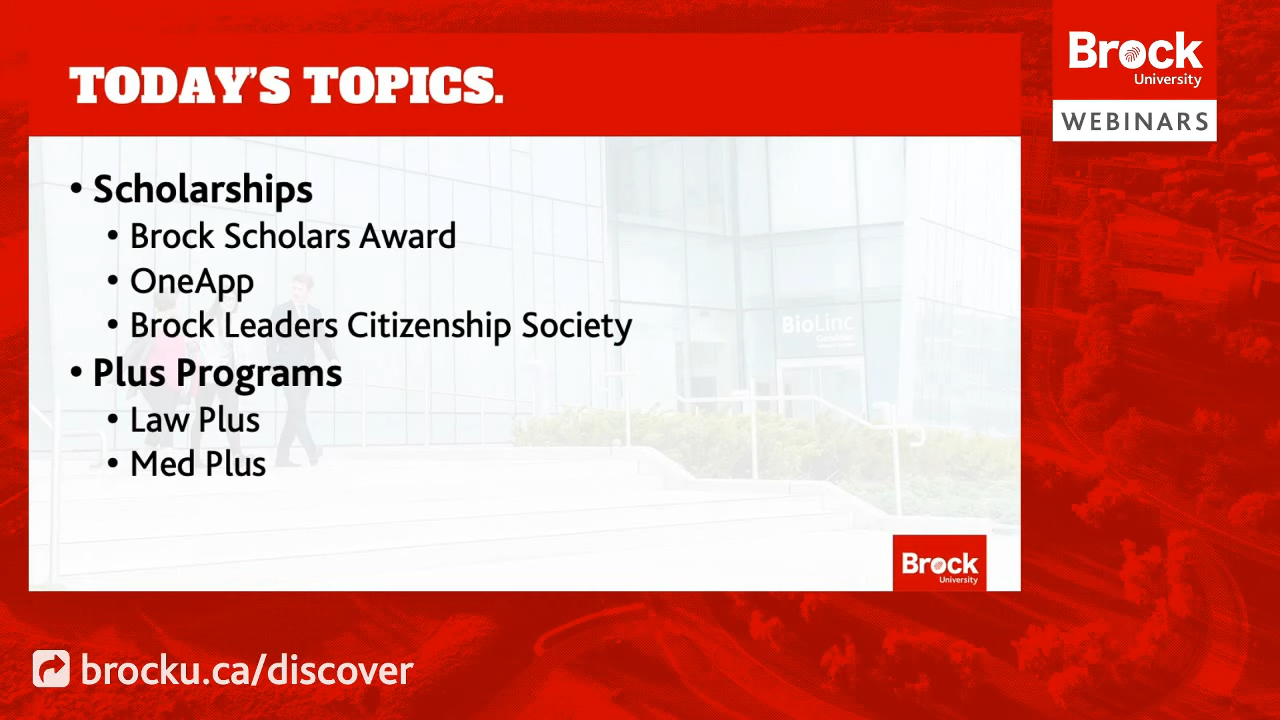 TODAY'S TOPICS.
Brock
University
WEBINARS
• Scholarships
• Brock Scholars Award
• OneApp
• Brock Leaders Citizenship Society
BioLinc
• Plus Programs
• Law Plus
• Med Plus
Brock
University
brocku.ca/discover